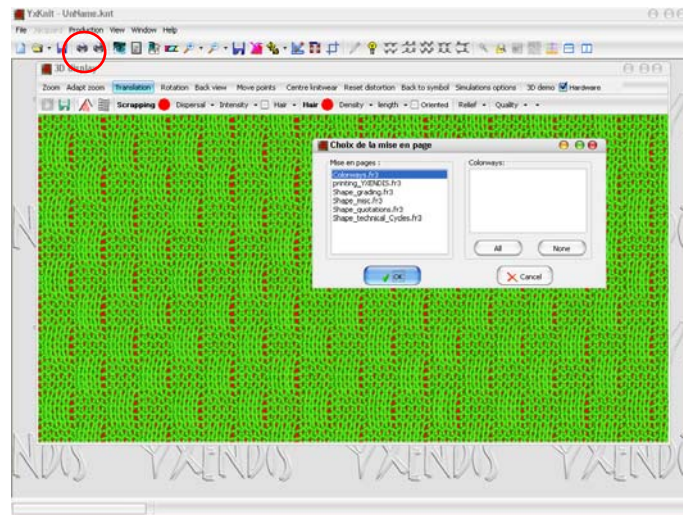 YxKnit - UnName.knt
File Jacquard Production View Window Help
3D display
Zoom Adapt zoom Translation Rotation Back view Move points Centre knitwear Reset distortion Back to symbol Simulations options 3D demo Hardware
Scrapping Dispersal Intensity Hair Hair Density length Oriented Relief Quality
Choix de la mise en page
Mise en pages :
Colorways:
Colorways.fr3
printing_YXENDIS.fr3
Shape_grading.fr3
Shape_misc.fr3
Shape_quotations.fr3
Shape_technical_Cycles.fr3
All None
OK Cancel
YXENDIS YXENDIS